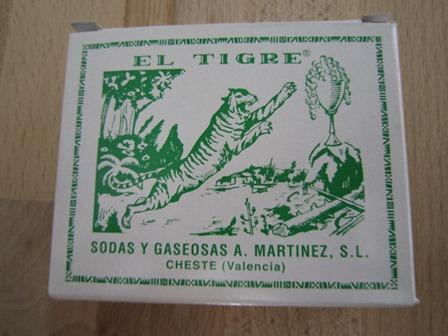 EL TIGRE®
SODAS Y GASEOSAS A. MARTINEZ, S.L.
CHESTE (Valencia)